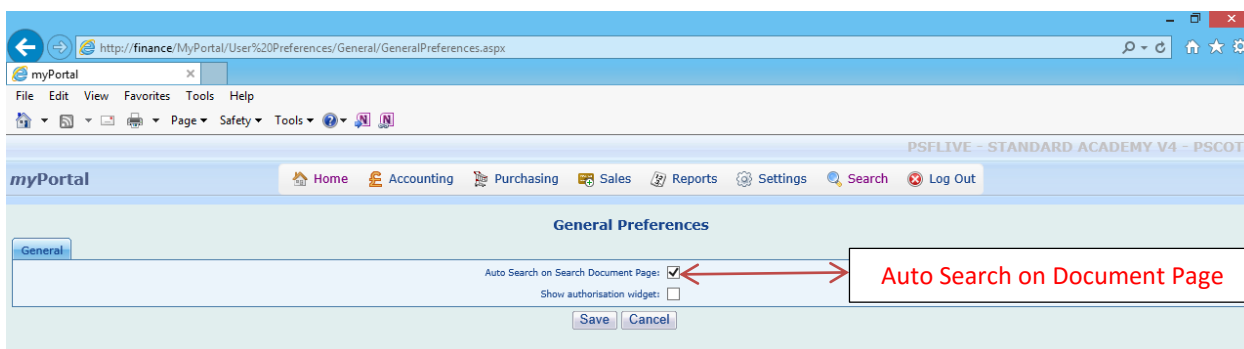 http://finance/MyPortal/User%20Preferences/General/GeneralPreferences.aspx
myPortal
File Edit View Favorites Tools Help
Page Safety Tools
PSFLIVE - STANDARD ACADEMY V4 - PSCOT
myPortal Home Accounting Purchasing Sales Reports Settings Search Log Out
General Preferences
General
Auto Search on Search Document Page:
Auto Search on Document Page
Show authorisation widget:
Save Cancel